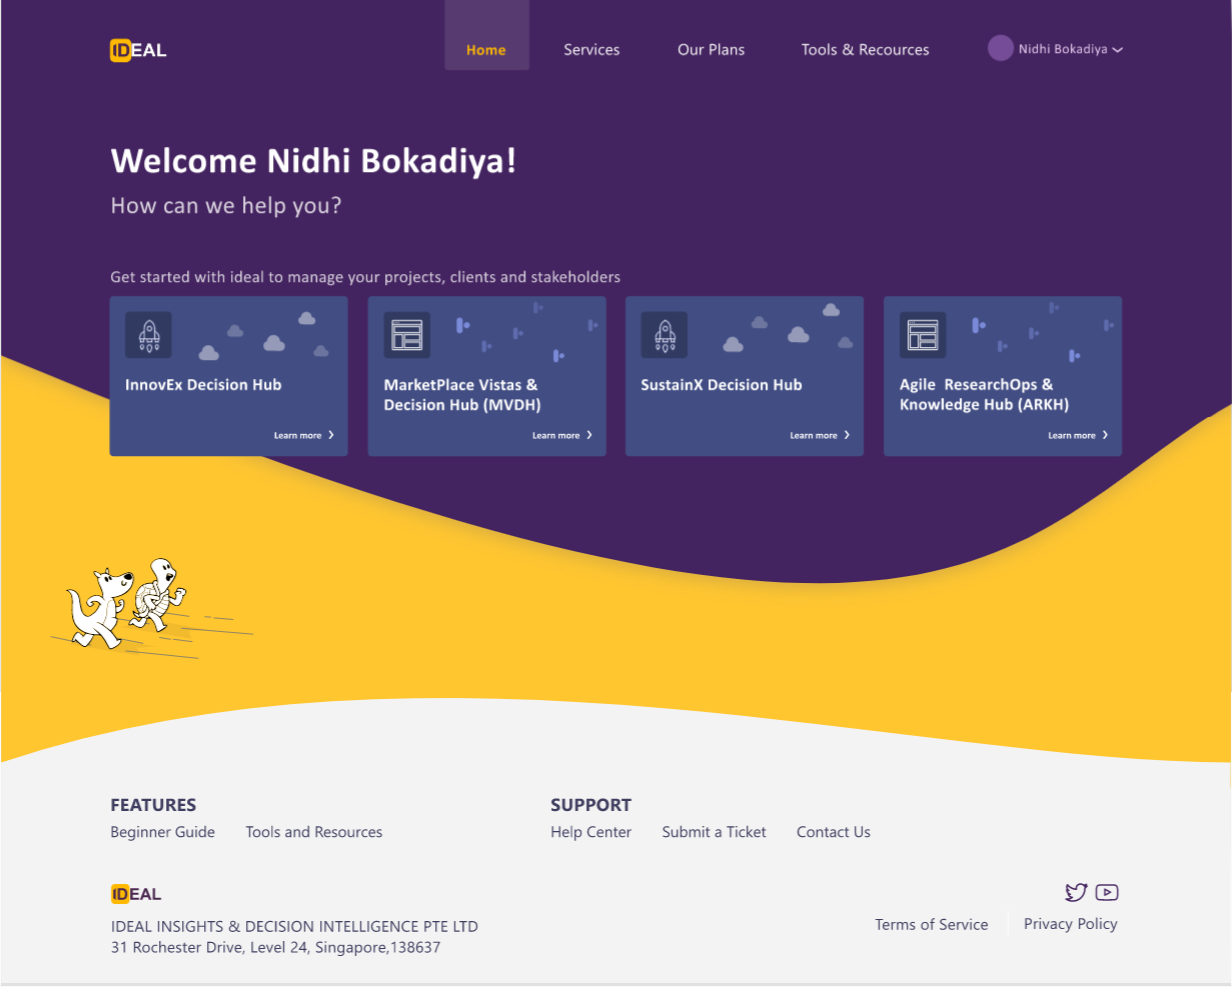 IDEAL
Home
Services
Our Plans
Tools & Recources
Nidhi Bokadiya
Welcome Nidhi Bokadiya!
How can we help you?
Get started with ideal to manage your projects, clients and stakeholders
InnovEx Decision Hub
Learn more
MarketPlace Vistas &
Decision Hub (MVDH)
Learn more
SustainX Decision Hub
Learn more
Agile  ResearchOps &
Knowledge Hub (ARKH)
Learn more
FEATURES
Beginner Guide
Tools and Resources
SUPPORT
Help Center
Submit a Ticket
Contact Us
IDEAL
IDEAL INSIGHTS & DECISION INTELLIGENCE PTE LTD
31 Rochester Drive, Level 24, Singapore,138637
Terms of Service
Privacy Policy